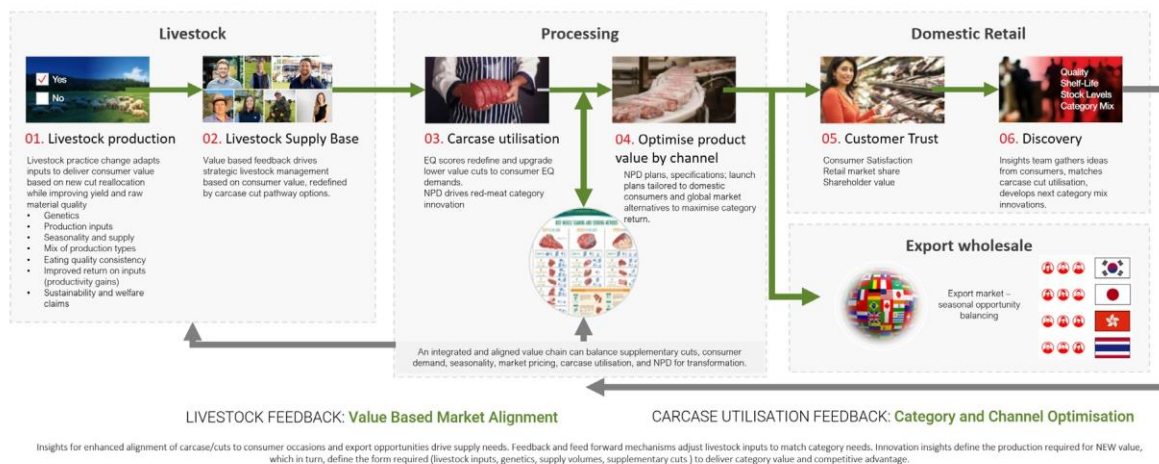 Livestock
Yes
No
01. Livestock production
Livestock practice change adapts
inputs to deliver consumer value
based on new cut reallocation
while improving yield and raw
material quality
• Genetics
• Production inputs
• Seasonality and supply
• Mix of production types
• Eating quality consistency
• Improved return on inputs
(productivity gains)
• Sustainability and welfare
claims
02. Livestock Supply Base
Value based feedback drives
strategic livestock management
based on consumer value, redefined
by carcase cut pathway options.
Processing
03. Carcase utilisation
EQ scores redefine and upgrade
lower value cuts to consumer EQ
demands.
NPD drives red-meat category
innovation
04. Optimise product
value by channel
NPD plans, specifications; launch
plans tailored to domestic
consumers and global market
alternatives to maximise category
return.
An integrated and aligned value chain can balance supplementary cuts, consumer
demand, seasonality, market pricing, carcase utilisation, and NPD for transformation.
Domestic Retail
05. Customer Trust
Consumer Satisfaction
Retail market share
Shareholder value
Quality
Shelf-Life
Stock Levels
Category Mix
06. Discovery
Insights team gathers ideas
from consumers, matches
carcase cut utilisation,
develops next category mix
innovations.
Export wholesale
Export market –
seasonal opportunity
balancing
LIVESTOCK FEEDBACK: Value Based Market Alignment
CARCASE UTILISATION FEEDBACK: Category and Channel Optimisation
Insights for enhanced alignment of carcase/cuts to consumer occasions and export opportunities drive supply needs. Feedback and feed forward mechanisms adjust livestock inputs to match category needs. Innovation insights define the production required for NEW value,
which in turn, define the form required (livestock inputs, genetics, supply volumes, supplementary cuts ) to deliver category value and competitive advantage.